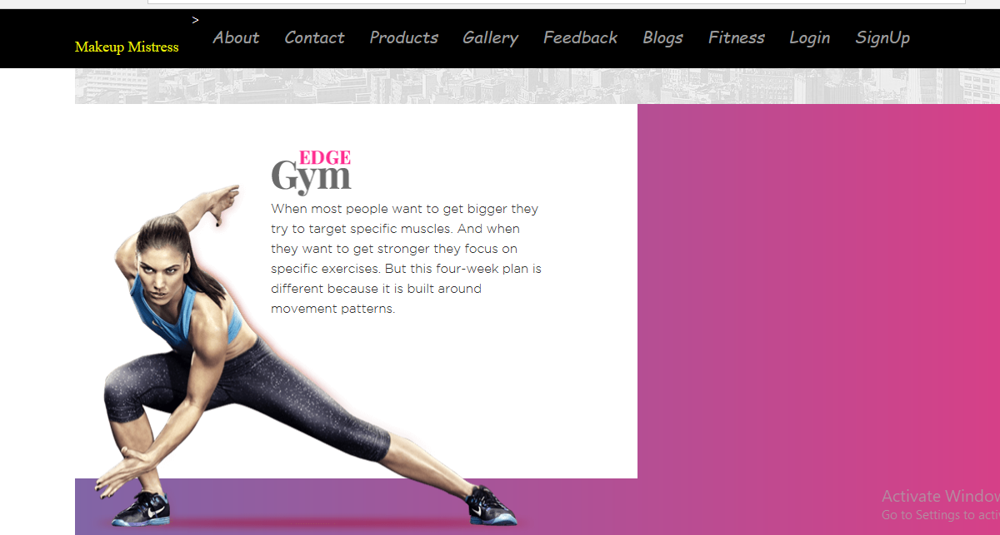 >
Makeup Mistress
About Contact Products Gallery Feedback Blogs Fitness Login SignUp
EDGE
Gym
When most people want to get bigger they
try to target specific muscles. And when
they want to get stronger they focus on
specific exercises. But this four-week plan is
different because it is built around
movement patterns.
Activate Window
Go to Settings to acti